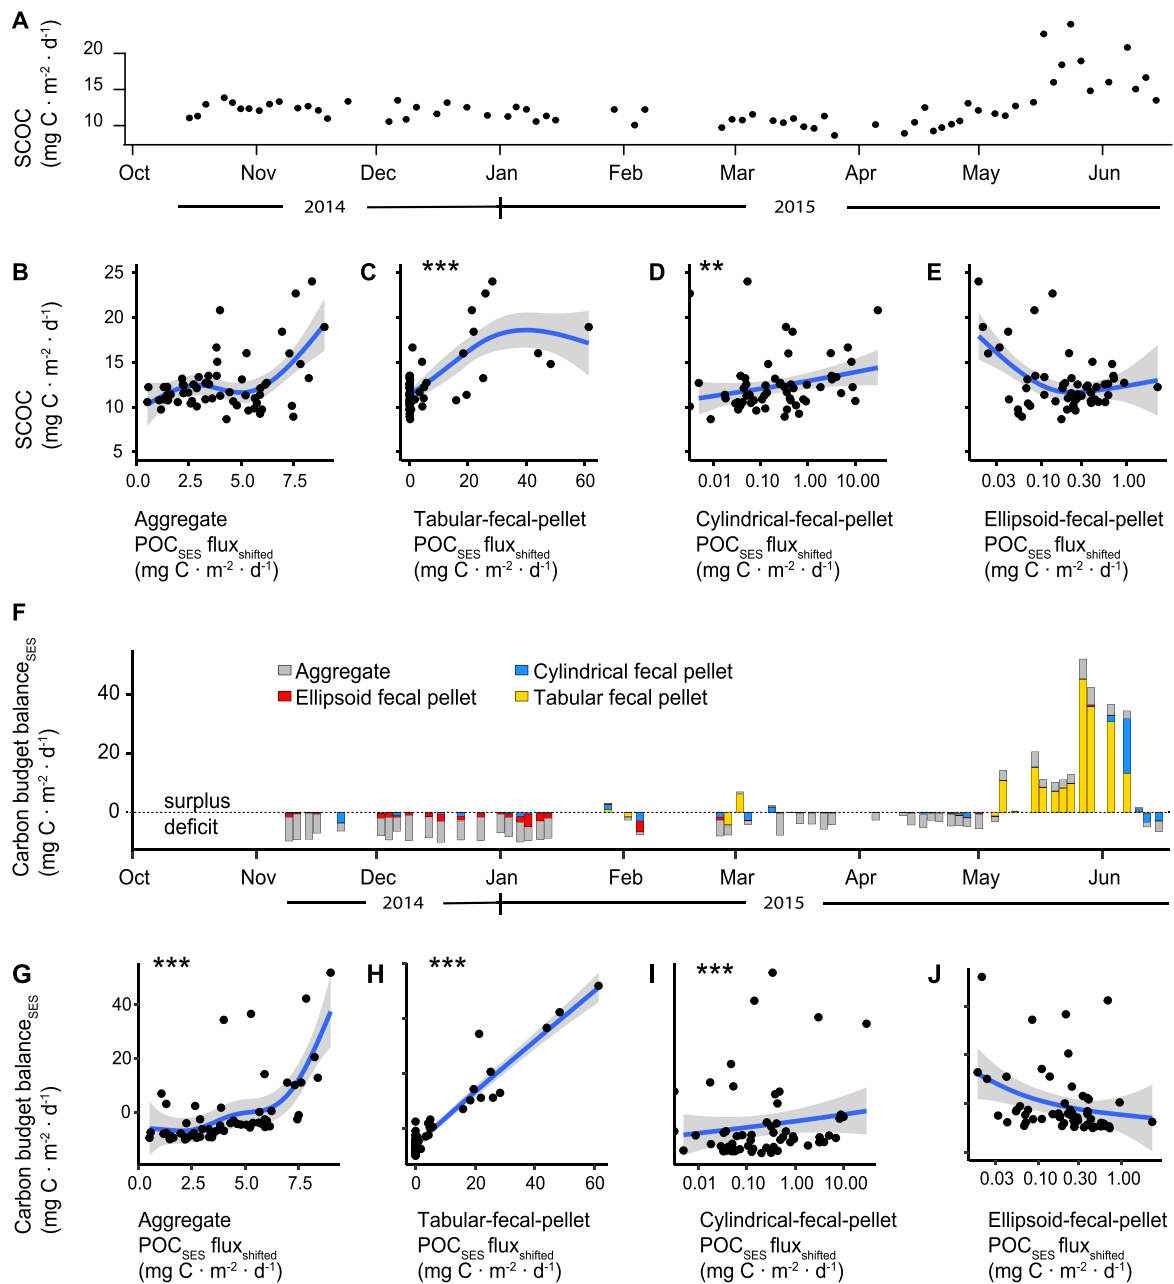 A
SCOC
(mg C · m-2 · d-1)
20
15
10
Oct Nov Dec Jan Feb Mar Apr May Jun
2014 2015
B C D E
*** **
SCOC
(mg C · m-2 · d-1)
25
20
15
10
5
0.0 2.5 5.0 7.5 0 20 40 60 0.01 0.10 1.00 10.00 0.03 0.10 0.30 1.00
Aggregate Tabular-fecal-pellet Cylindrical-fecal-pellet Ellipsoid-fecal-pellet
POCSES fluxshifted POCSES fluxshifted POCSES fluxshifted POCSES fluxshifted
(mg C · m-2 · d-1) (mg C · m-2 · d-1) (mg C · m-2 · d-1) (mg C · m-2 · d-1)
F
Carbon budget balanceSES
(mg C · m-2 · d-1)
Aggregate Cylindrical fecal pellet
Ellipsoid fecal pellet Tabular fecal pellet
40
20
0
surplus
deficit
Oct Nov Dec Jan Feb Mar Apr May Jun
2014 2015
G H I J
*** *** ***
Carbon budget balanceSES
(mg C · m-2 · d-1)
40
20
0
0.0 2.5 5.0 7.5 0 20 40 60 0.01 0.10 1.00 10.00 0.03 0.10 0.30 1.00
Aggregate Tabular-fecal-pellet Cylindrical-fecal-pellet Ellipsoid-fecal-pellet
POCSES fluxshifted POCSES fluxshifted POCSES fluxshifted POCSES fluxshifted
(mg C · m-2 · d-1) (mg C · m-2 · d-1) (mg C · m-2 · d-1) (mg C · m-2 · d-1)